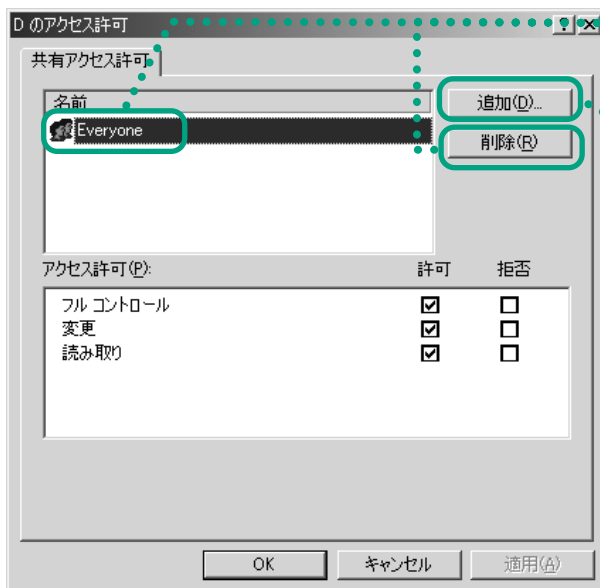 D のアクセス許可
共有アクセス許可
名前
追加(D)...
Everyone
削除(R)
アクセス許可(P): 許可 拒否
フル コントロール
変更
読み取り
OK キャンセル 適用(A)